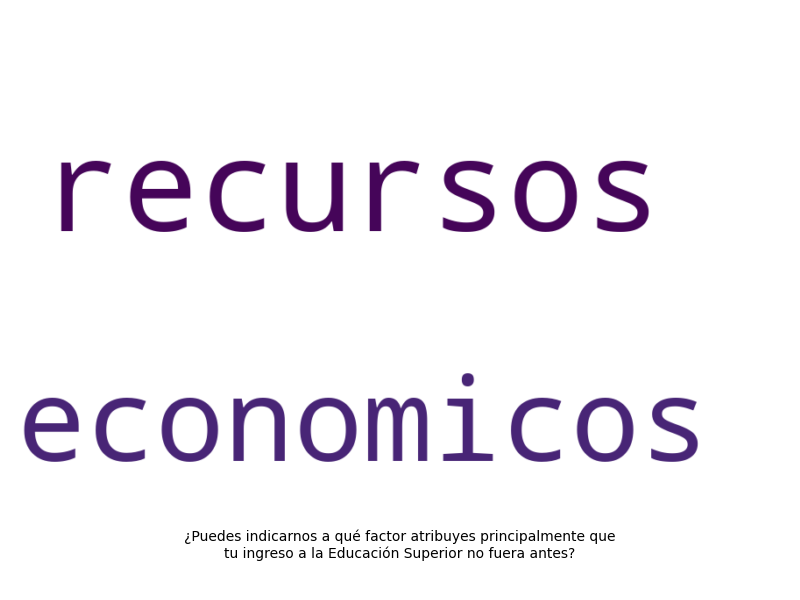 recursos
economicos
¿Puedes indicarnos a qué factor atribuyes principalmente que
tu ingreso a la Educación Superior no fuera antes?